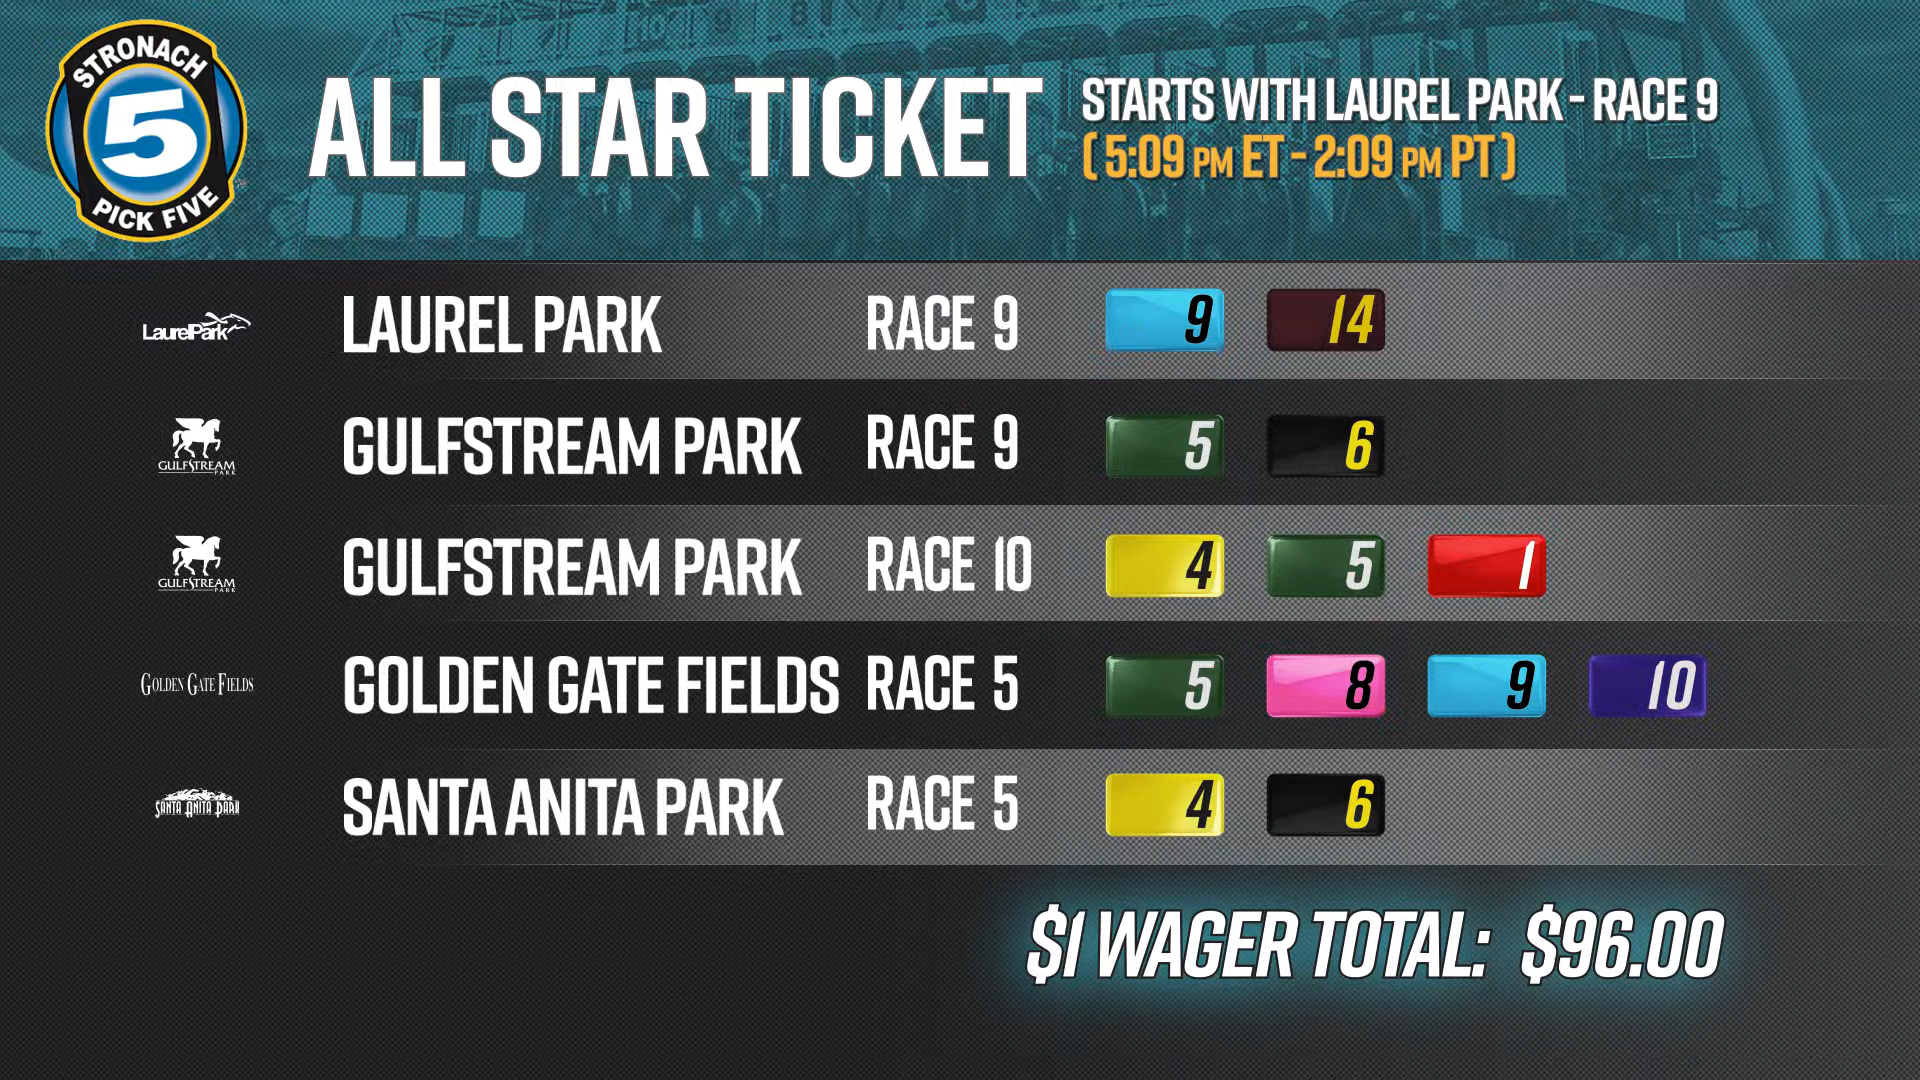 STRONACH
5
PICK FIVE
ALL STAR TICKET
STARTS WITH LAUREL PARK - RACE 9
( 5:09 PM ET - 2:09 PM PT )
LaurelPark LAUREL PARK RACE 9 9 14
GULFSTREAM PARK GULFSTREAM PARK RACE 9 5 6
GULFSTREAM PARK GULFSTREAM PARK RACE 10 4 5 1
GOLDEN GATE FIELDS GOLDEN GATE FIELDS RACE 5 5 8 9 10
SANTA ANITA PARK SANTA ANITA PARK RACE 5 4 6
$1 WAGER TOTAL: $96.00